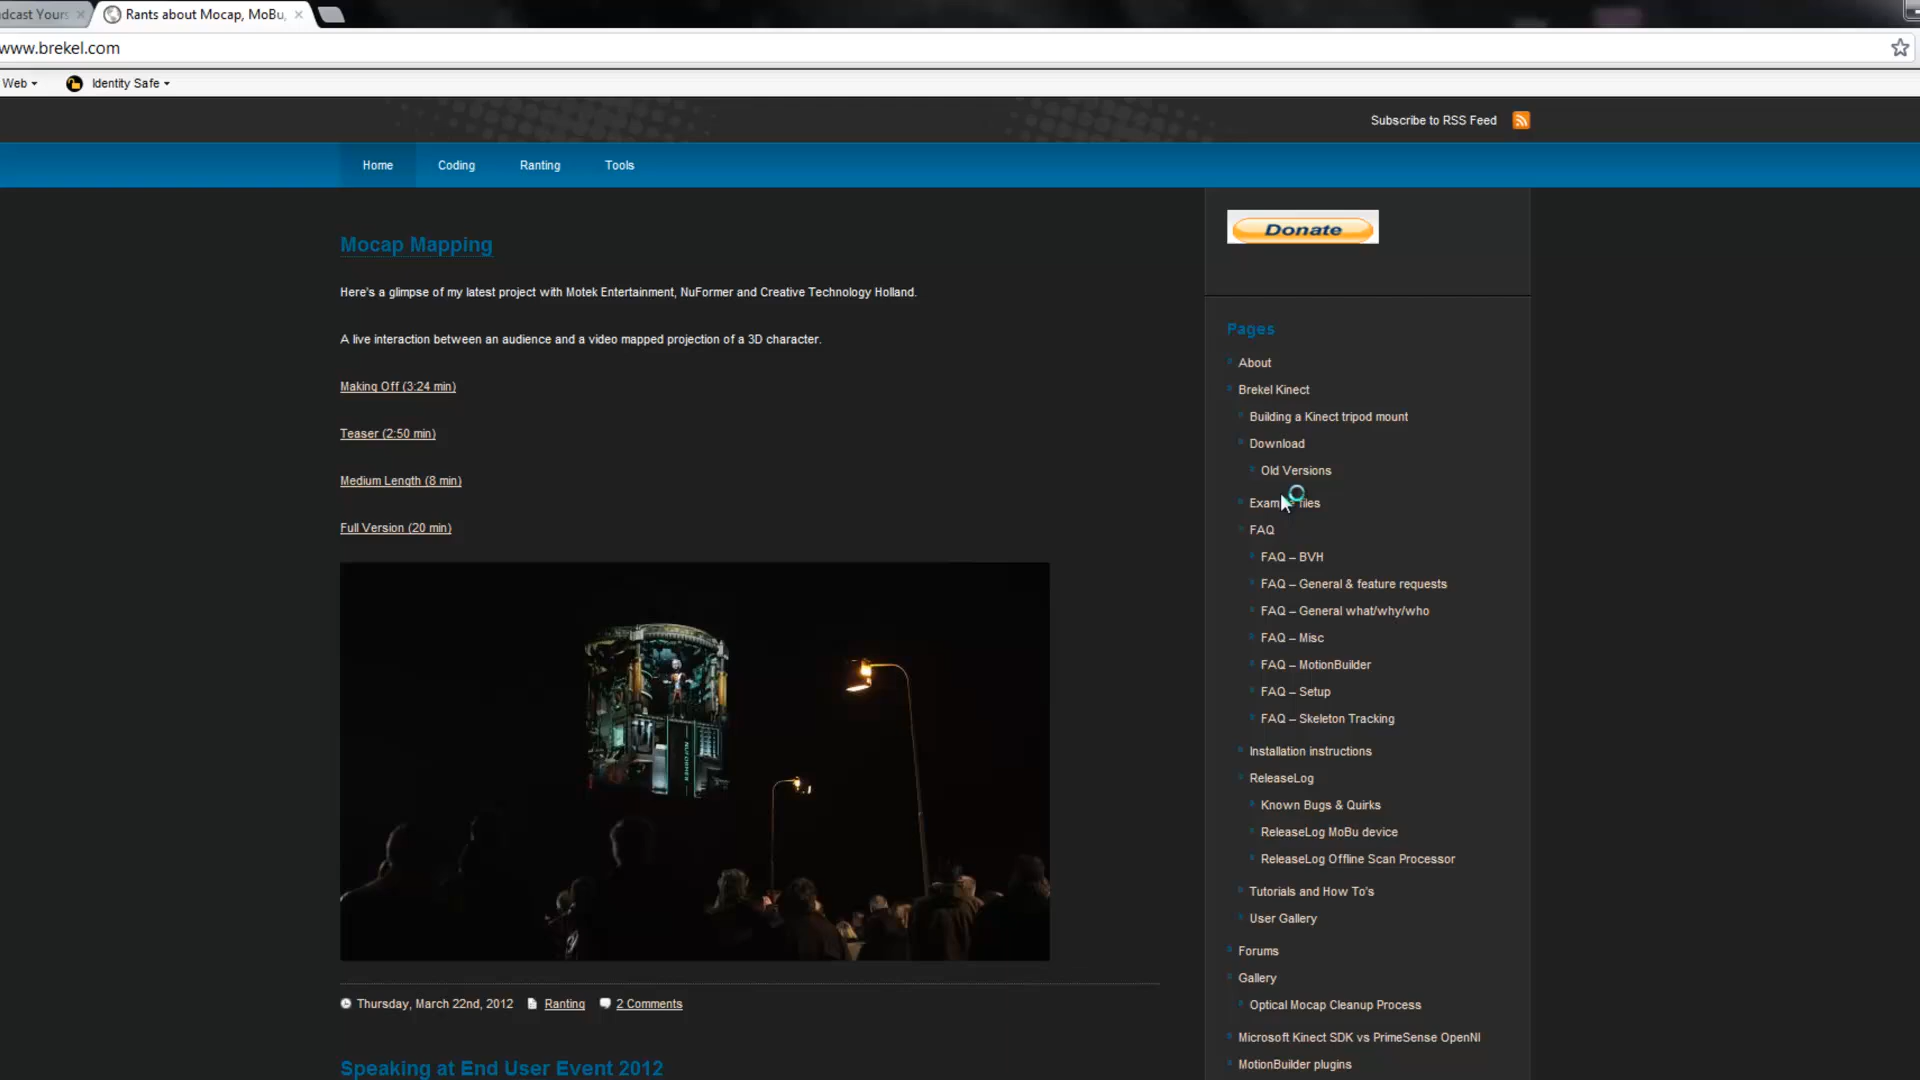 dcast Yours
Rants about Mocap, MoBu,
www.brekel.com
Web
Identity Safe
Subscribe to RSS Feed
Home
Coding
Ranting
Tools
Mocap Mapping
Here's a glimpse of my latest project with Motek Entertainment, NuFormer and Creative Technology Holland.
A live interaction between an audience and a video mapped projection of a 3D character.
Making Off (3:24 min)
Teaser (2:50 min)
Medium Length (8 min)
Full Version (20 min)
Thursday, March 22nd, 2012
Ranting
2 Comments
Speaking at End User Event 2012
Donate
Pages
About
Brekel Kinect
Building a Kinect tripod mount
Download
Old Versions
Exam files
FAQ
FAQ – BVH
FAQ – General & feature requests
FAQ – General what/why/who
FAQ – Misc
FAQ – MotionBuilder
FAQ – Setup
FAQ – Skeleton Tracking
Installation instructions
ReleaseLog
Known Bugs & Quirks
ReleaseLog MoBu device
ReleaseLog Offline Scan Processor
Tutorials and How To's
User Gallery
Forums
Gallery
Optical Mocap Cleanup Process
Microsoft Kinect SDK vs PrimeSense OpenNI
MotionBuilder plugins